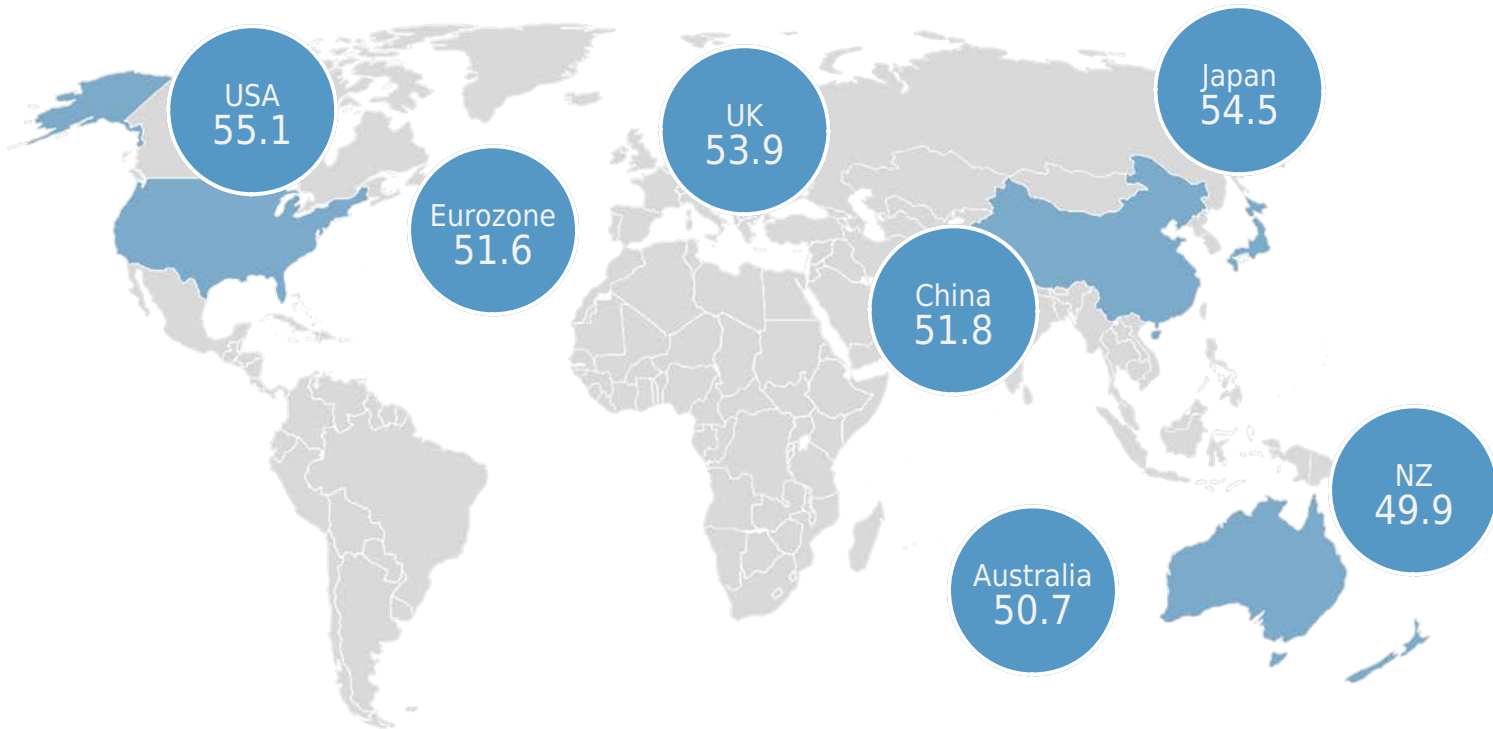 USA
55.1
UK
53.9
Japan
54.5
Eurozone
51.6
China
51.8
NZ
49.9
Australia
50.7